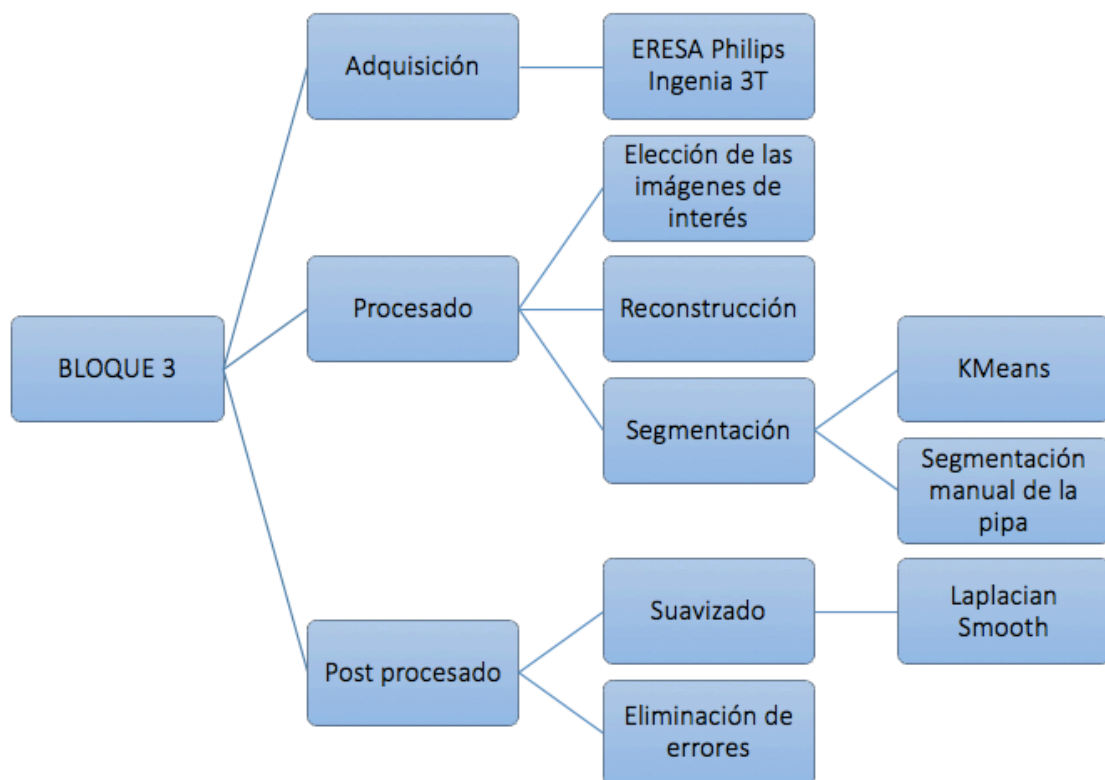 BLOQUE 3
Adquisición
ERESA Philips
Ingenia 3T
Procesado
Elección de las
imágenes de
interés
Reconstrucción
Segmentación
KMeans
Segmentación
manual de la
pipa
Post procesado
Suavizado
Laplacian
Smooth
Eliminación de
errores